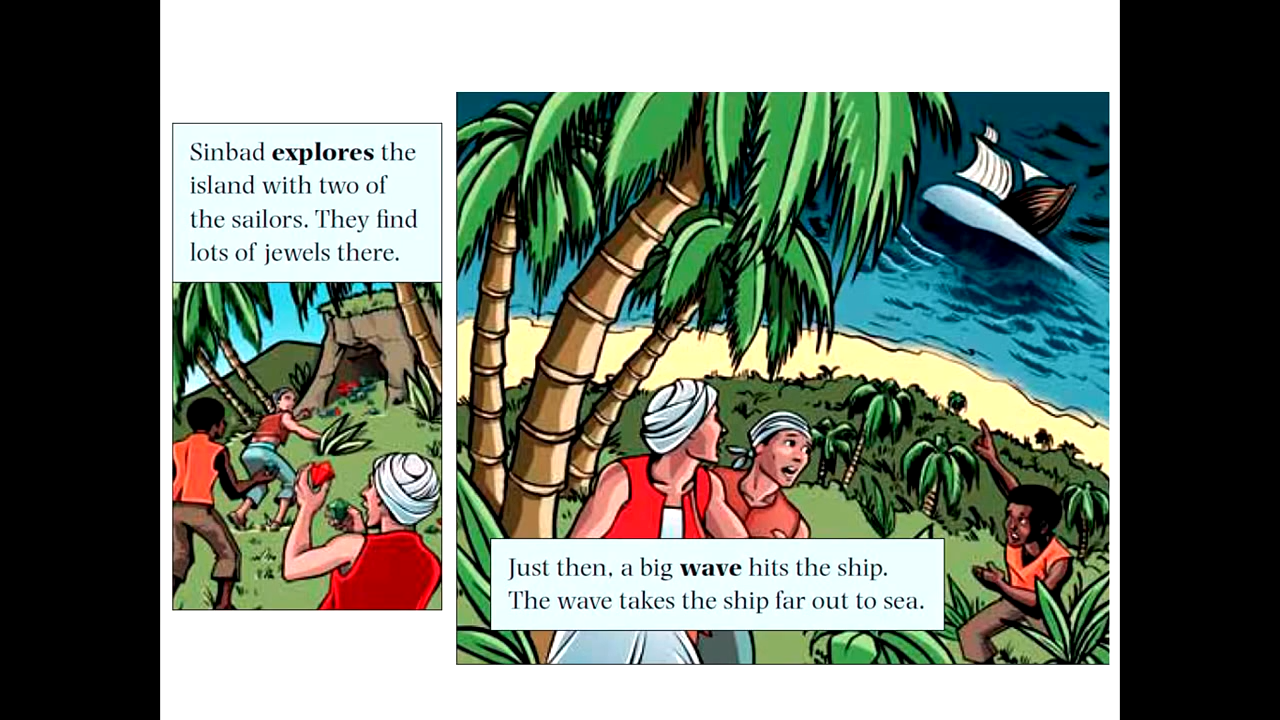 Sinbad explores the
island with two of
the sailors. They find
lots of jewels there.
Just then, a big wave hits the ship.
The wave takes the ship far out to sea.